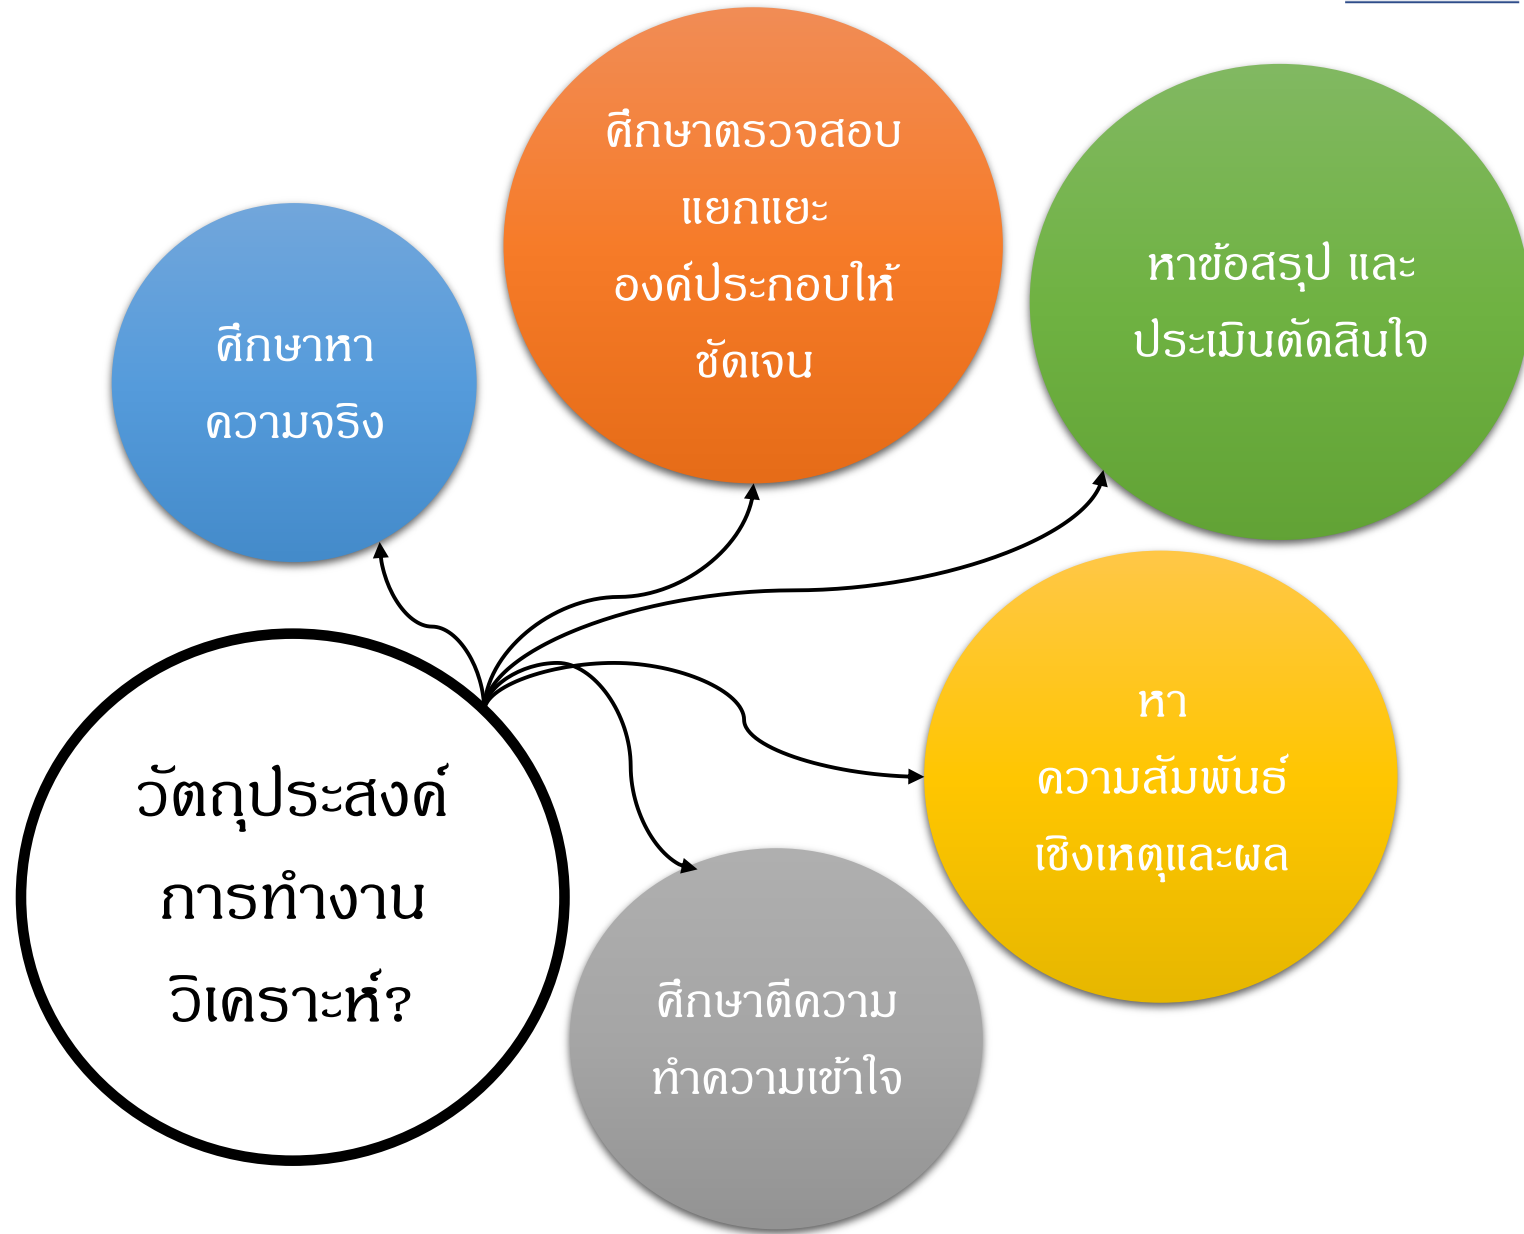 ศึกษาตรวจสอบ
แยกแยะ
องค์ประกอบให้
ชัดเจน
หาข้อสรุป และ
ประเมินตัดสินใจ
ศึกษาหา
ความจริง
หา
ความสัมพันธ์
เชิงเหตุและผล
วัตถุประสงค์
การทำงาน
วิเคราะห์?
ศึกษาตีความ
ทำความเข้าใจ